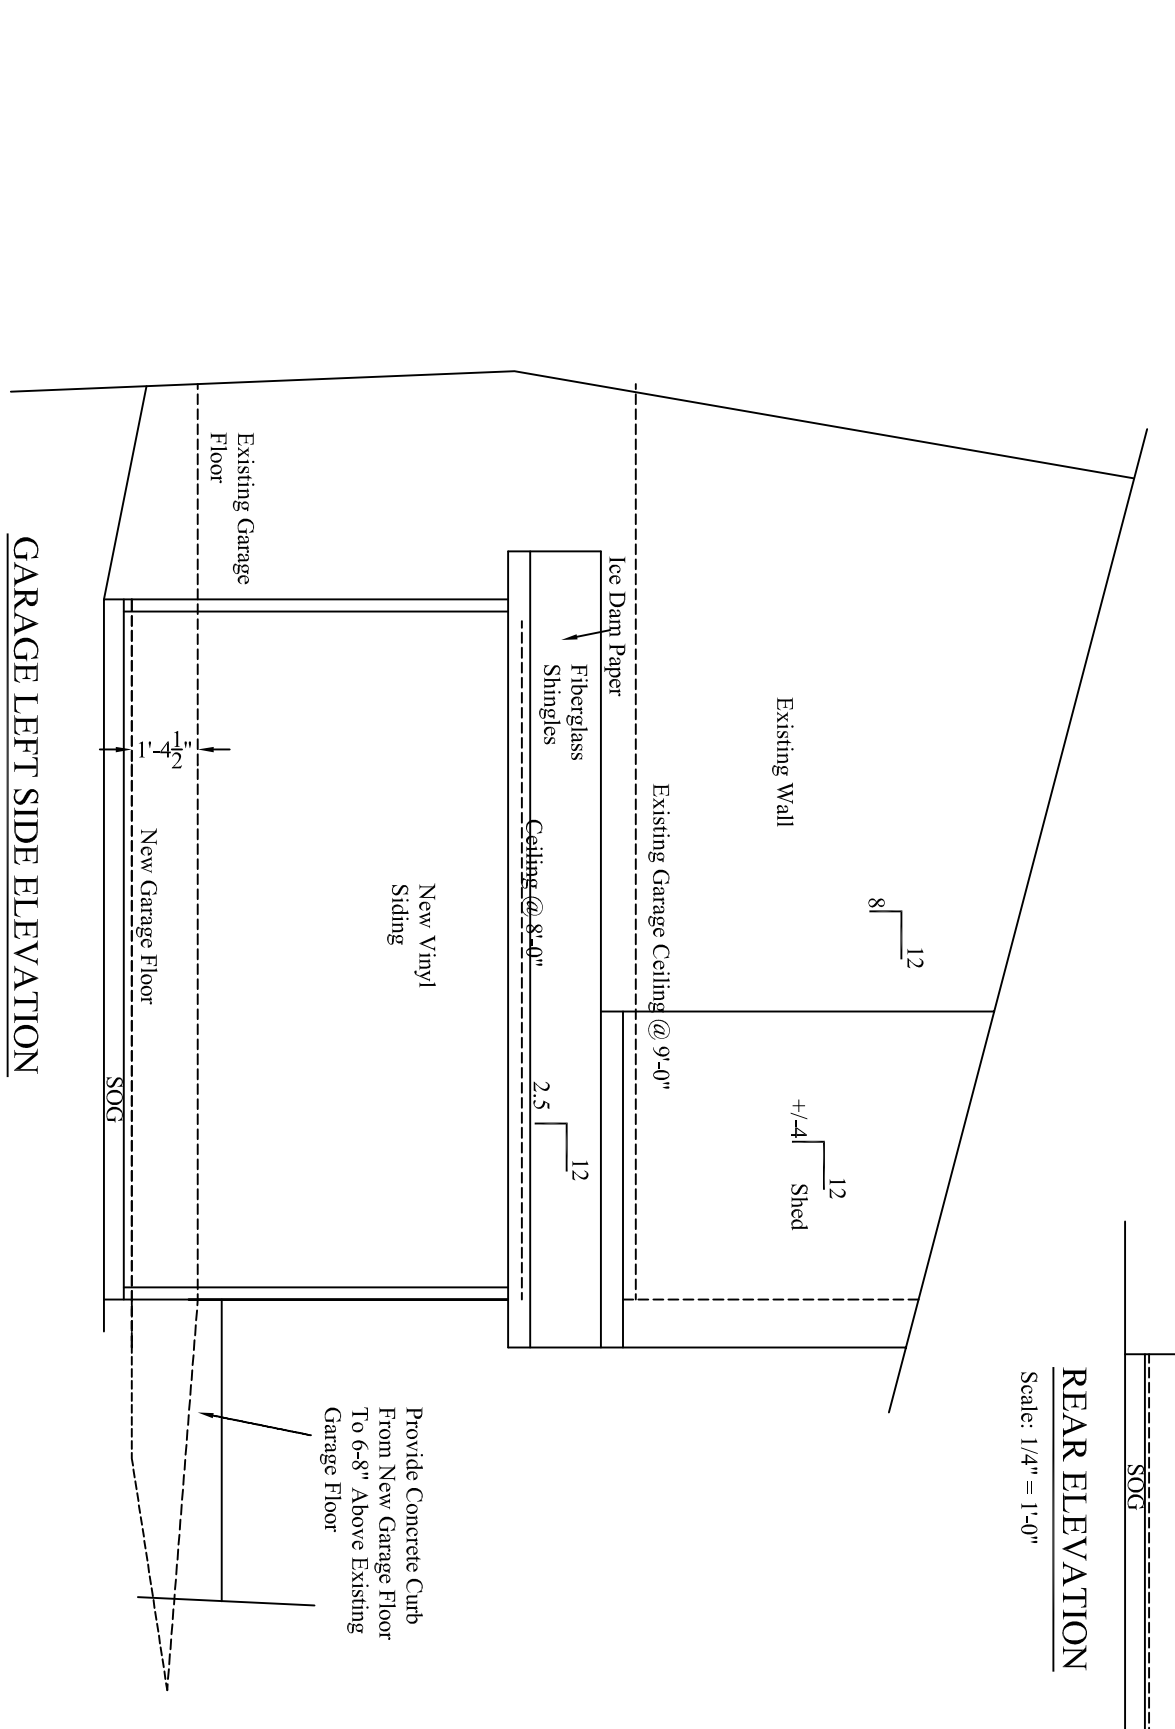 REAR ELEVATION
Scale: 1/4" = 1'-0"
SOG
8
12
Existing Wall
+/-4
12
Shed
Existing Garage Ceiling @ 9'-0"
Ice Dam Paper
Fiberglass
Shingles
Ceiling @ 8'-0"
2.5
12
New Vinyl
Siding
Provide Concrete Curb
From New Garage Floor
To 6-8" Above Existing
Garage Floor
Existing Garage
Floor
1'-4 1/2"
New Garage Floor
SOG
GARAGE LEFT SIDE ELEVATION